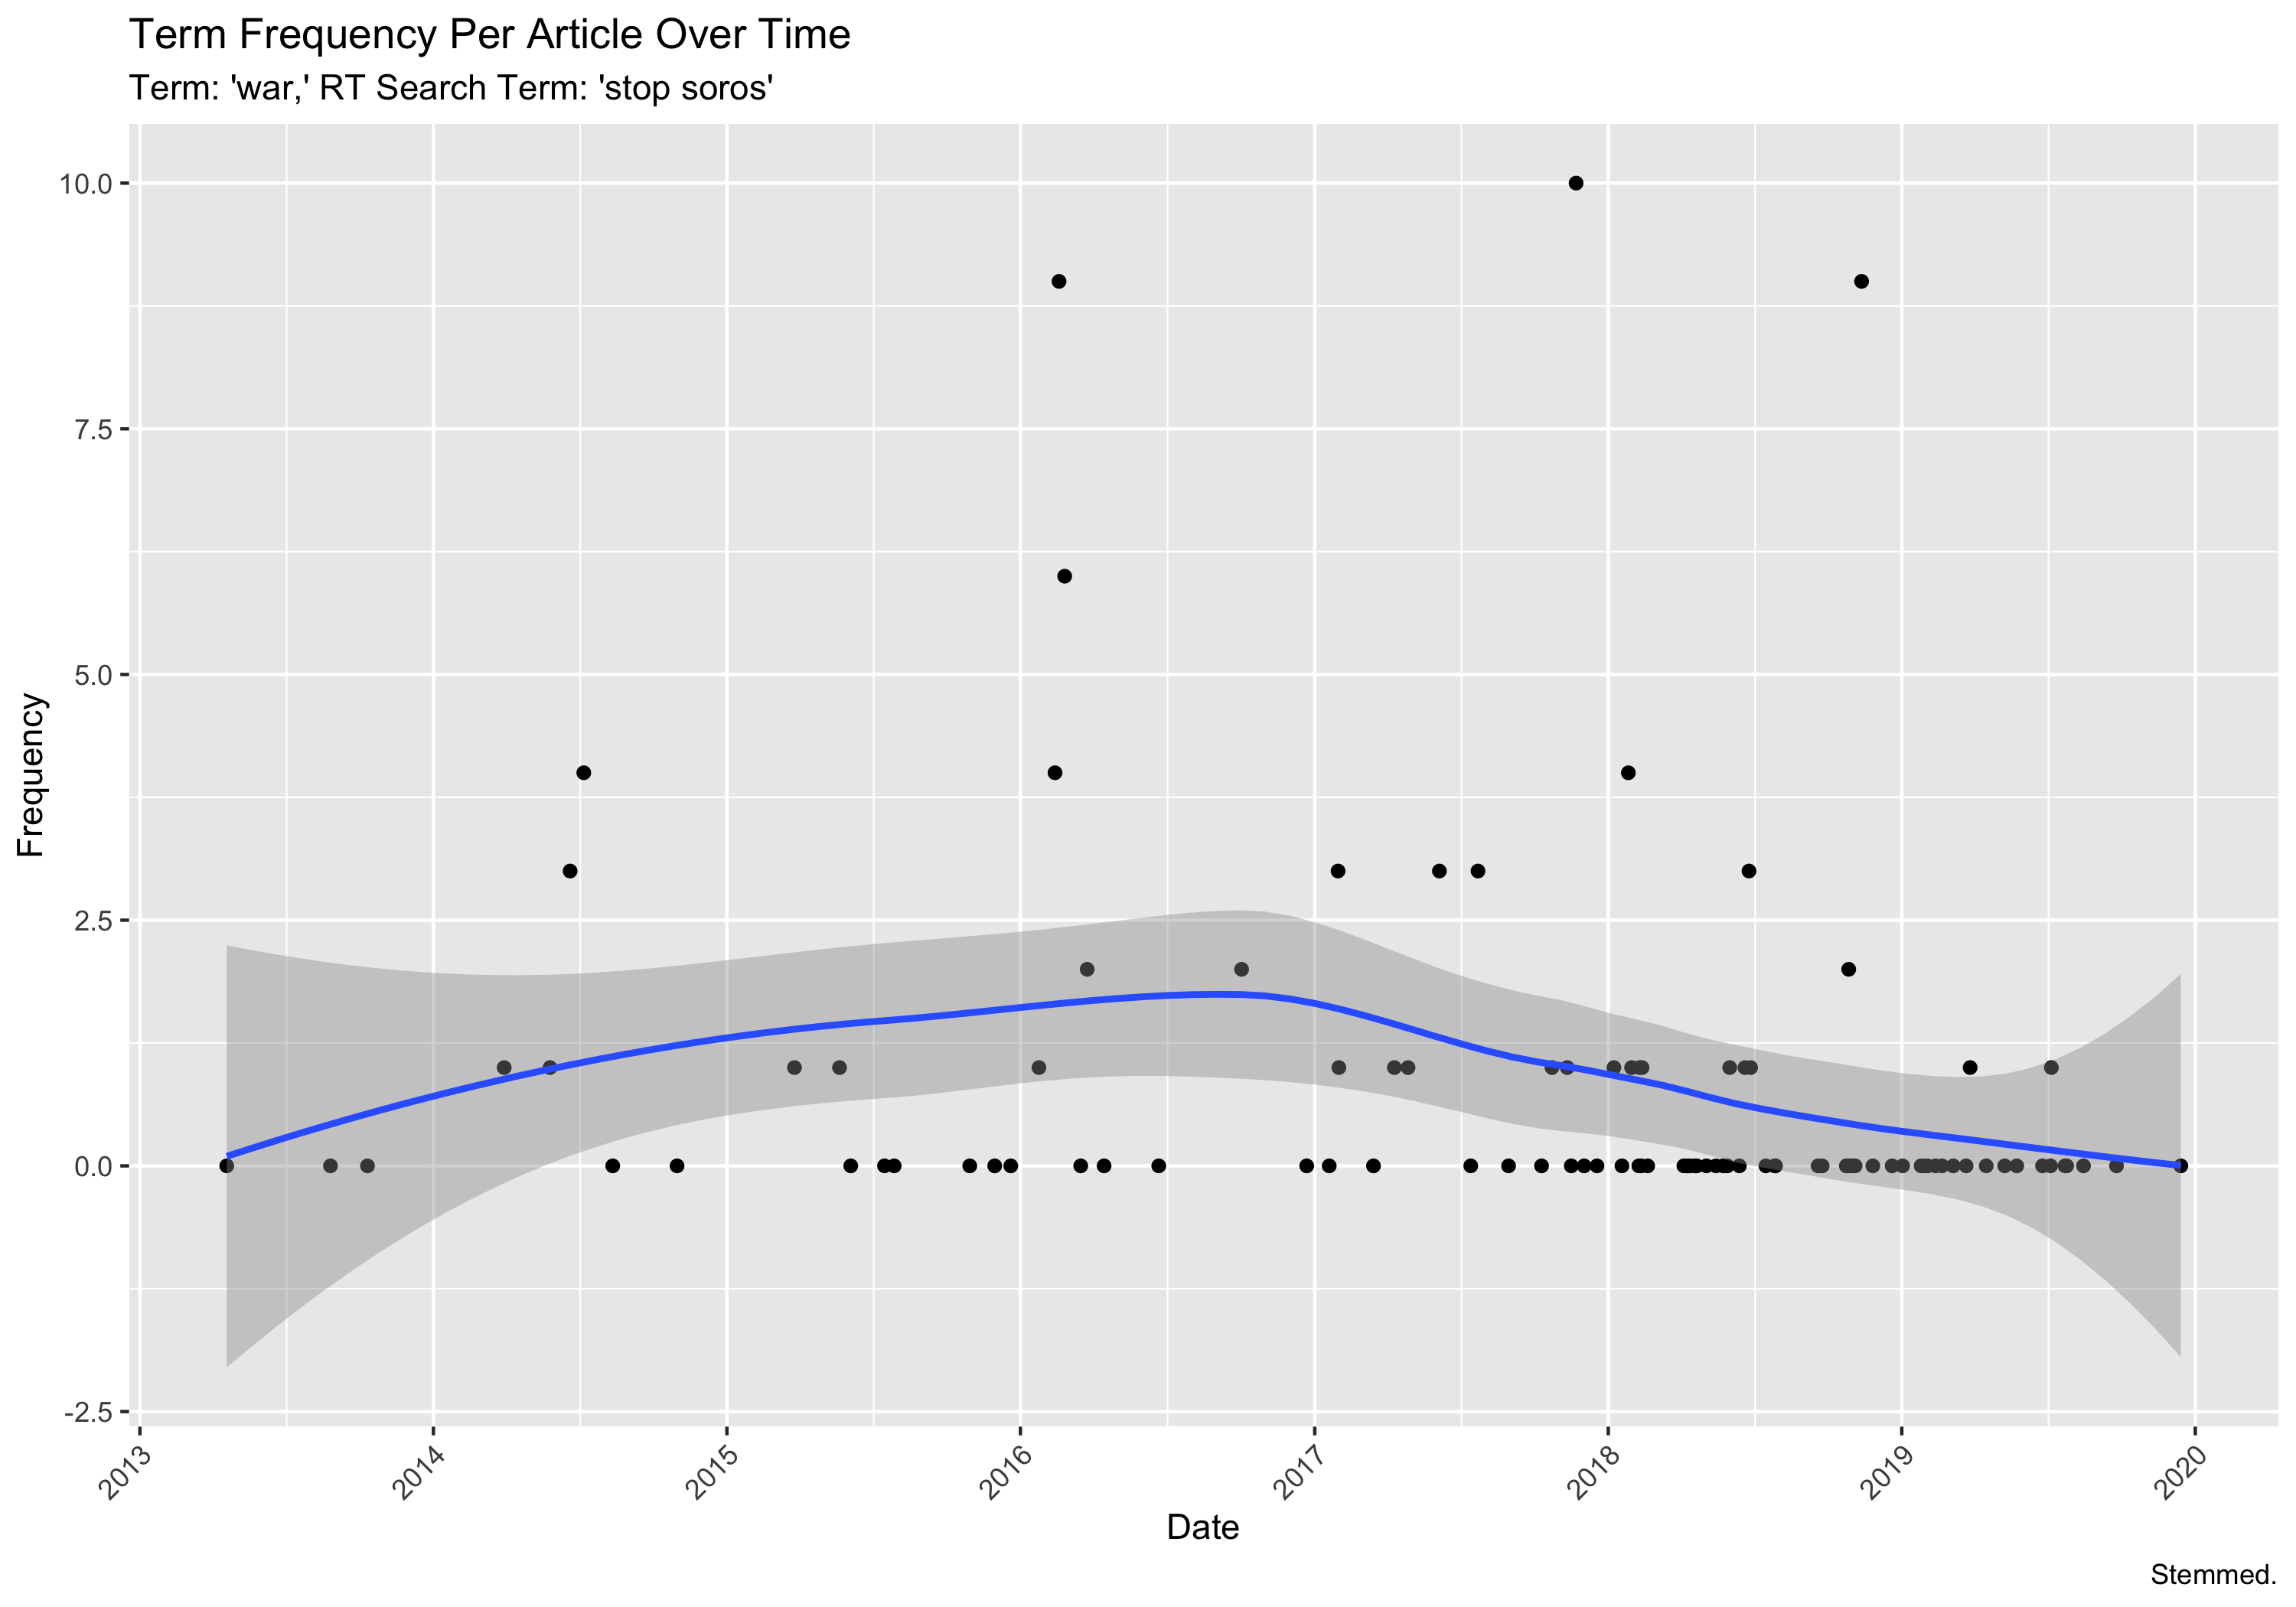 Term Frequency Per Article Over Time
Term: 'war,' RT Search Term: 'stop soros'
10.0
7.5
5.0
2.5
0.0
-2.5
Frequency
2013
2014
2015
2016
2017
2018
2019
2020
Date
Stemmed.